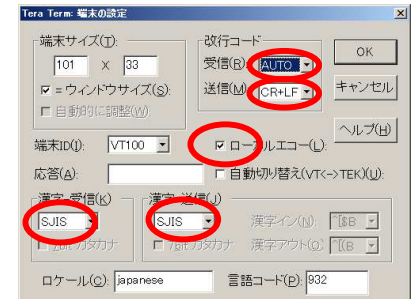 Tera Term: 端末の設定
端末サイズ(T):
101 X 33
= ウィンドウサイズ(S):
自動的に調整(W)
改行コード
受信(R): AUTO
送信(M): CR+LF
OK
キャンセル
ヘルプ(H)
端末ID(I): VT100
ローカルエコー(L):
応答(A):
自動切り替え(VT<->TEK)(U):
漢字-受信(K)
SJIS
漢字-送信(J)
SJIS
漢字イン(N): ^[$B
漢字アウト(O): ^[(B
ロケール(C): japanese
言語コード(P): 932